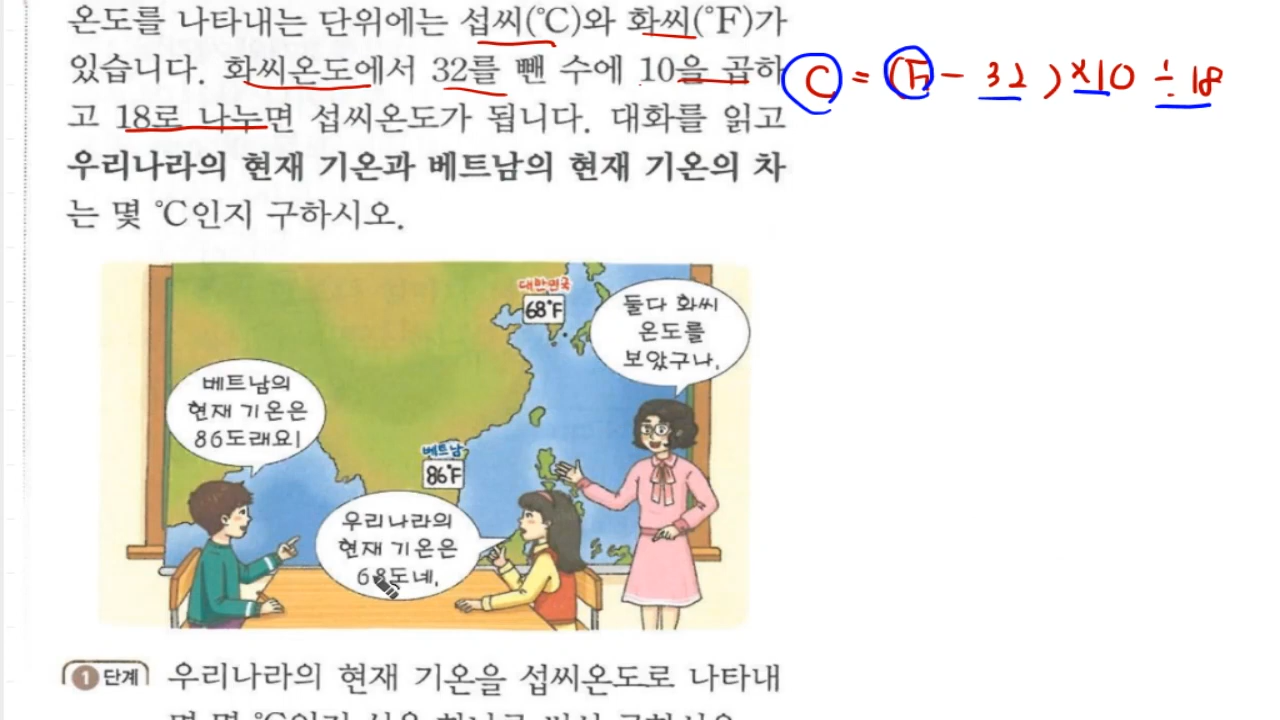 온도를 나타내는 단위에는 섭씨(℃)와 화씨(℉)가
있습니다. 화씨온도에서 32를 뺀 수에 10을 곱하
고 18로 나누면 섭씨온도가 됩니다. 대화를 읽고
우리나라의 현재 기온과 베트남의 현재 기온의 차
는 몇 ℃인지 구하시오.
C = (F - 32) × 10 ÷ 18
대한민국
68°F
둘다 화씨
온도를
보았구나.
베트남의
현재 기온은
86도래요!
베트남
86°F
우리나라의
현재 기온은
68도네.
1 단계 우리나라의 현재 기온을 섭씨온도로 나타내